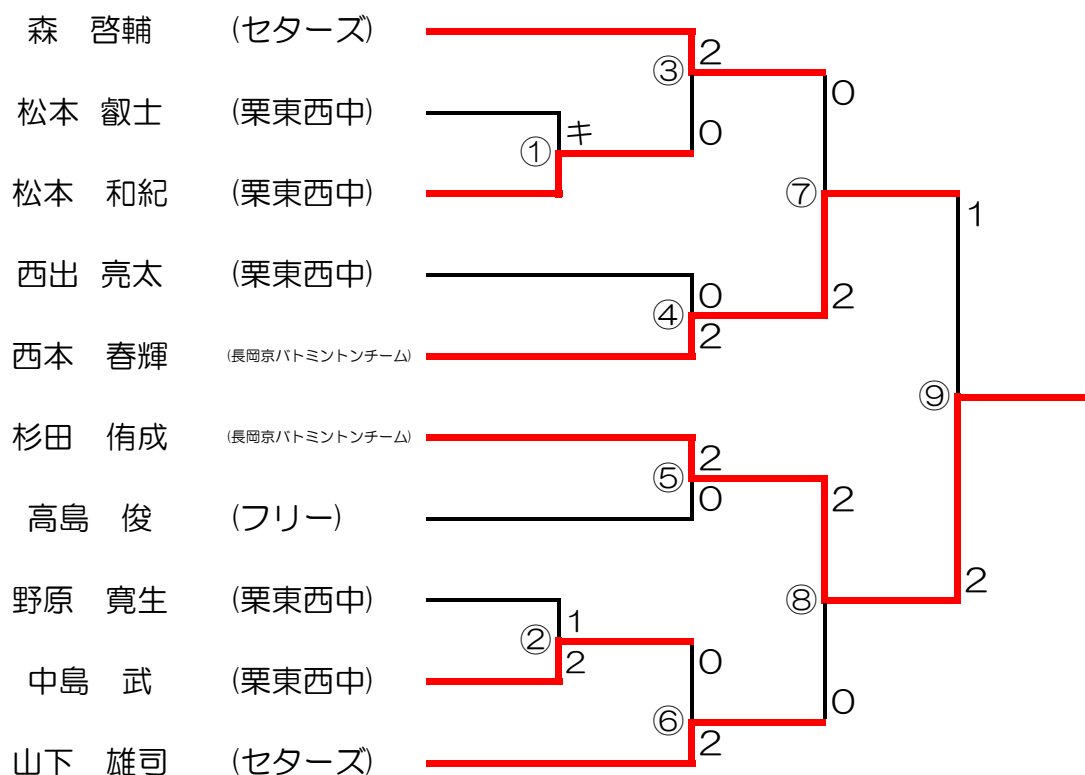 森 啓輔 (セターズ)
2
③
0
松本 叡士 (栗東西中)
キ
0
①
松本 和紀 (栗東西中)
⑦
1
西出 亮太 (栗東西中)
0
2
④
2
西本 春輝 (長岡京バトミントンチーム)
⑨
杉田 侑成 (長岡京バトミントンチーム)
2
⑤
0
2
高島 俊 (フリー)
野原 寛生 (栗東西中)
⑧
2
1
②
2
0
中島 武 (栗東西中)
0
⑥
2
山下 雄司 (セターズ)